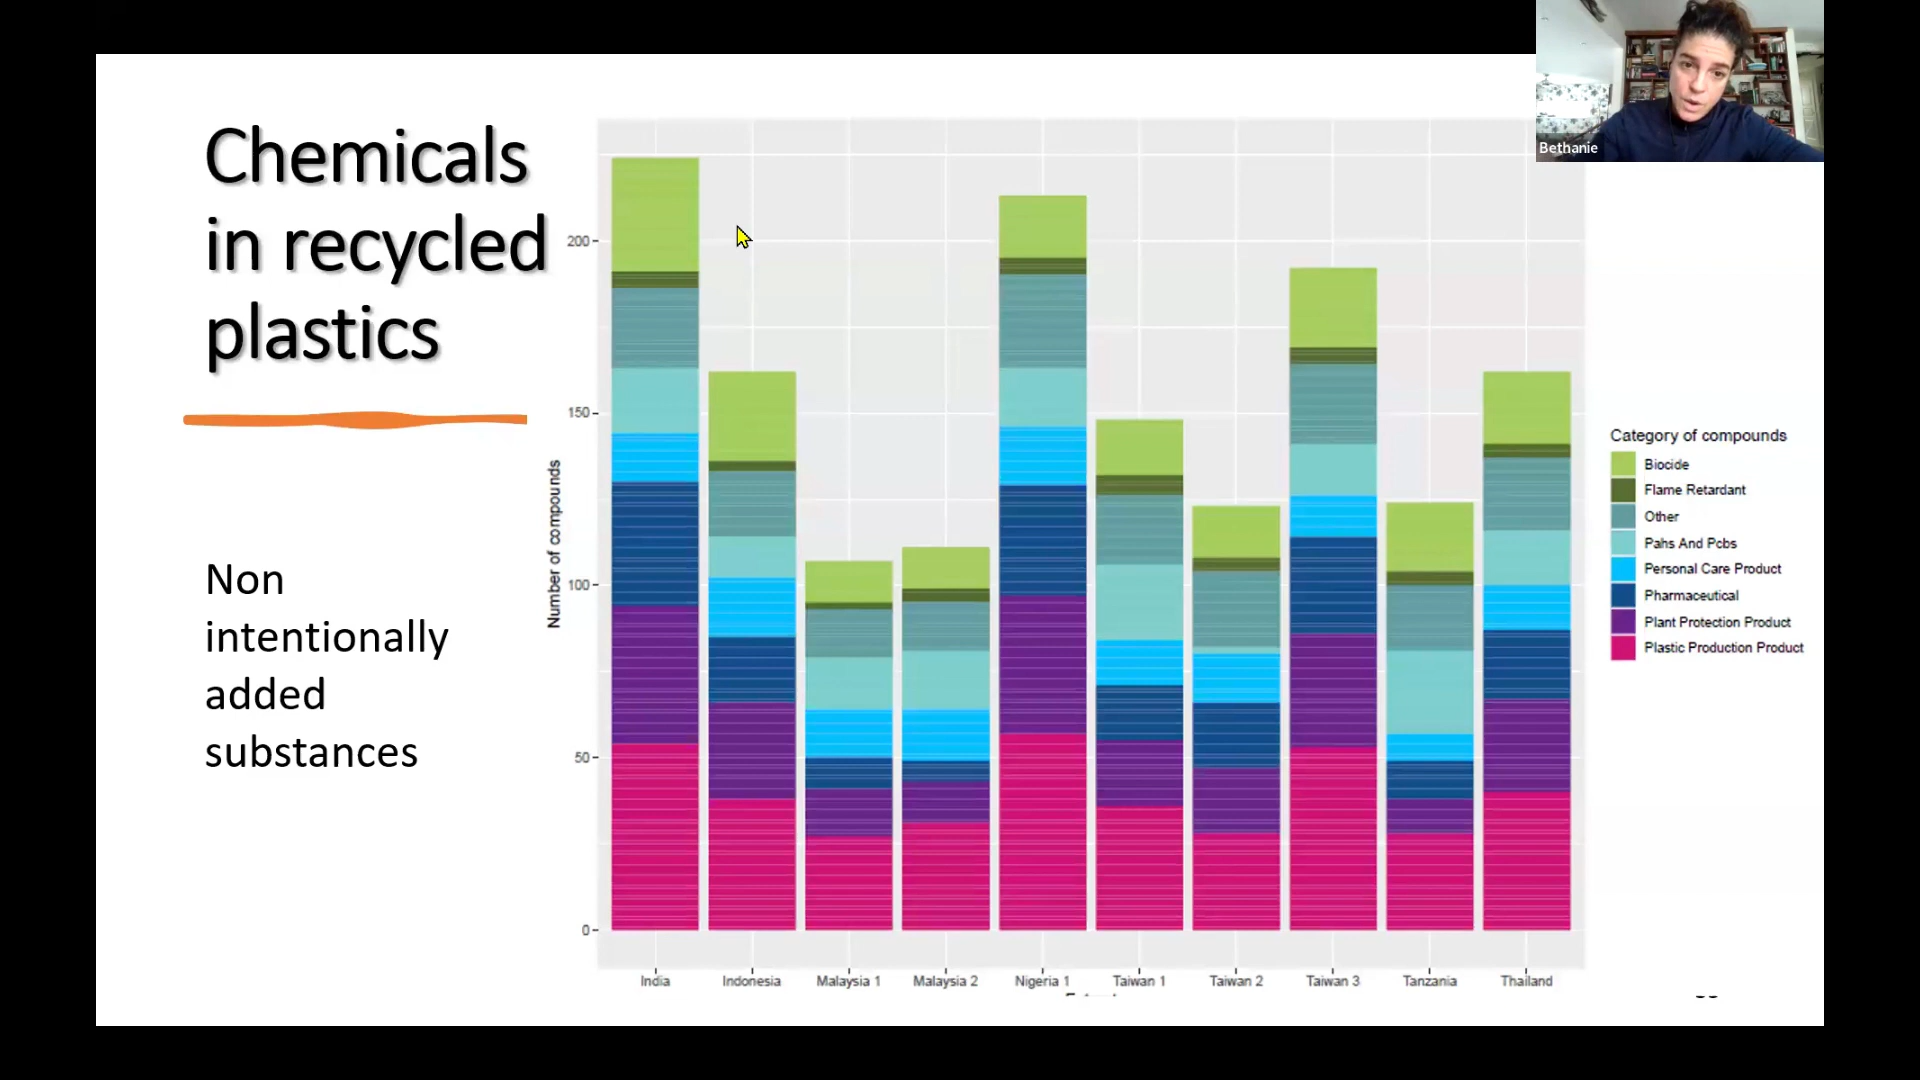 Bethanie
Chemicals
in recycled
plastics
Non
intentionally
added
substances
Number of compounds
200
150
100
50
0
India
Indonesia
Malaysia 1
Malaysia 2
Nigeria 1
Taiwan 1
Taiwan 2
Taiwan 3
Tanzania
Thailand
Category of compounds
Biocide
Flame Retardant
Other
Pahs And Pcbs
Personal Care Product
Pharmaceutical
Plant Protection Product
Plastic Production Product